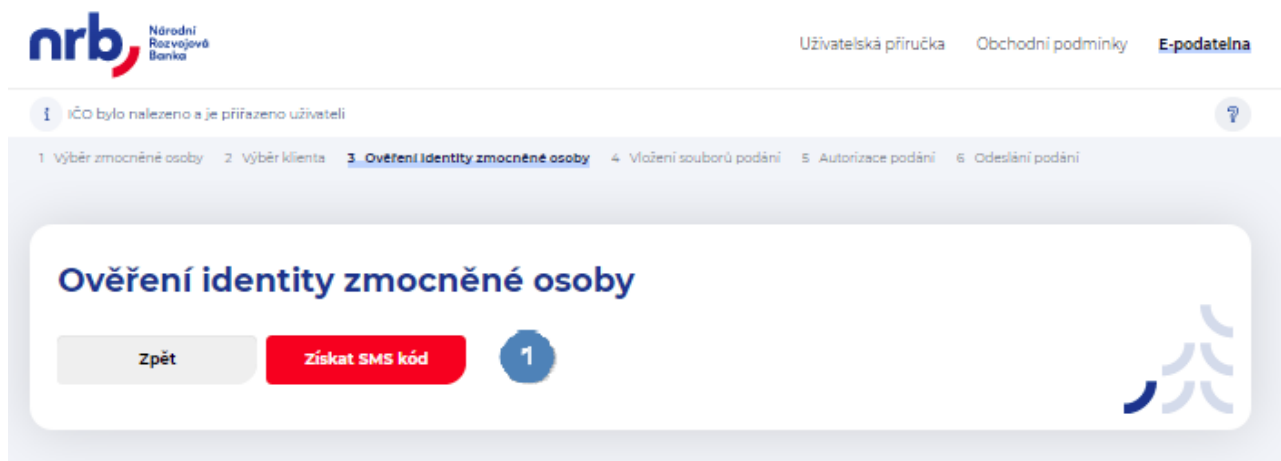 nrb Národní
Rozvojová
Banka
Uživatelská příručka Obchodní podmínky E-podatelna
i IČO bylo nalezeno a je přiřazeno uživateli ?
1 Výběr zmocněné osoby 2 Výběr klienta 3 Ověření identity zmocněné osoby 4 Vložení souborů podání 5 Autorizace podání 6 Odeslání podání
Ověření identity zmocněné osoby
Zpět Získat SMS kód 1